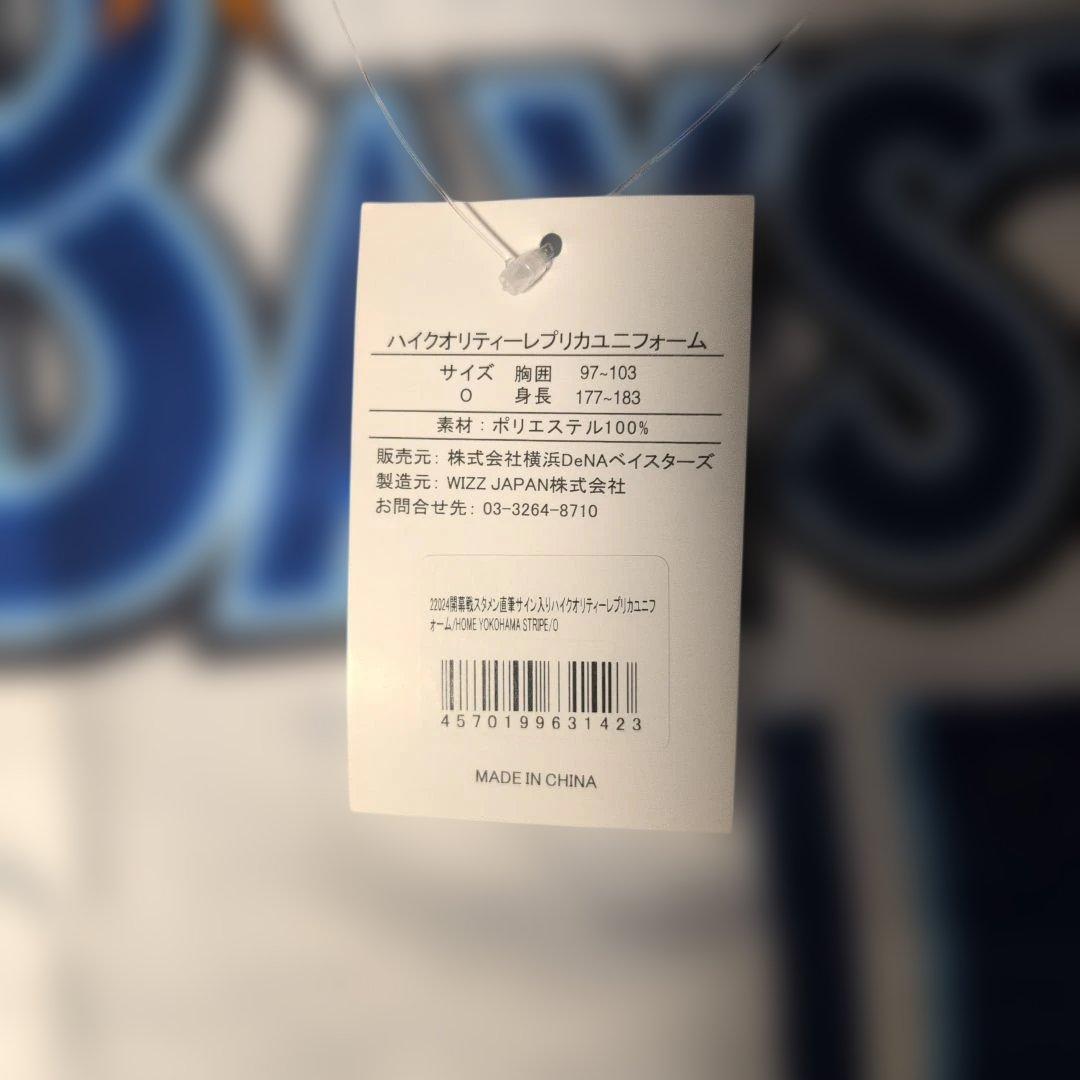 BAYST
ハイクオリティーレプリカユニフォーム
サイズ 胸囲 97~103
O 身長 177~183
素材：ポリエステル100%
販売元：株式会社横浜DeNAベイスターズ
製造元：WIZZ JAPAN株式会社
お問合せ先：03-3264-8710
22024開幕戦スタメン直筆サイン入りハイクオリティーレプリカユニフ
ォーム/HOME YOKOHAMA STRIPE/O
4570199631423
MADE IN CHINA